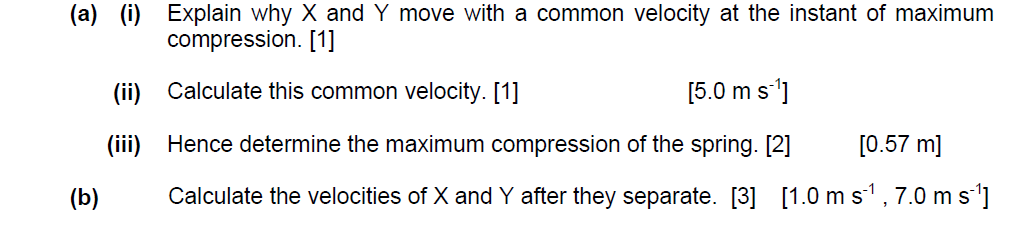 (a) (i) Explain why X and Y move with a common velocity at the instant of maximum
compression. [1]
(ii) Calculate this common velocity. [1] [5.0 m s⁻¹]
(iii) Hence determine the maximum compression of the spring. [2] [0.57 m]
(b) Calculate the velocities of X and Y after they separate. [3] [1.0 m s⁻¹ , 7.0 m s⁻¹]